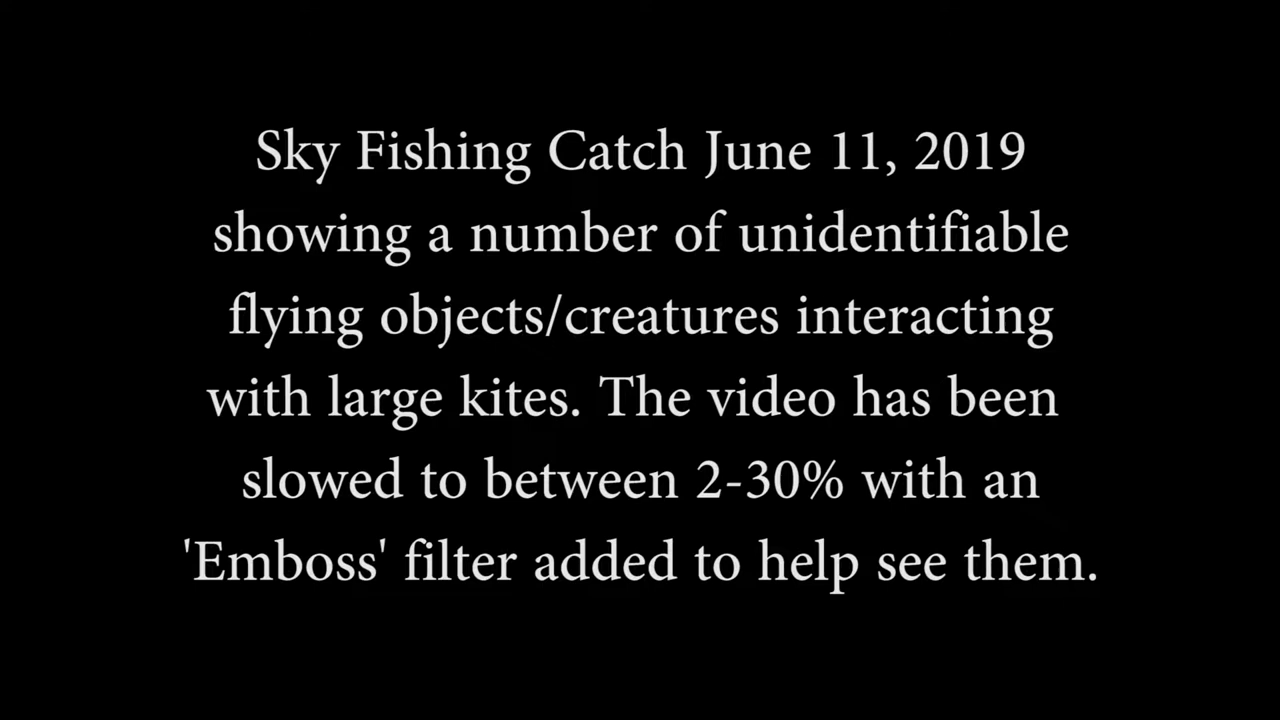 Sky Fishing Catch June 11, 2019
showing a number of unidentifiable
flying objects/creatures interacting
with large kites. The video has been
slowed to between 2-30% with an
'Emboss' filter added to help see them.